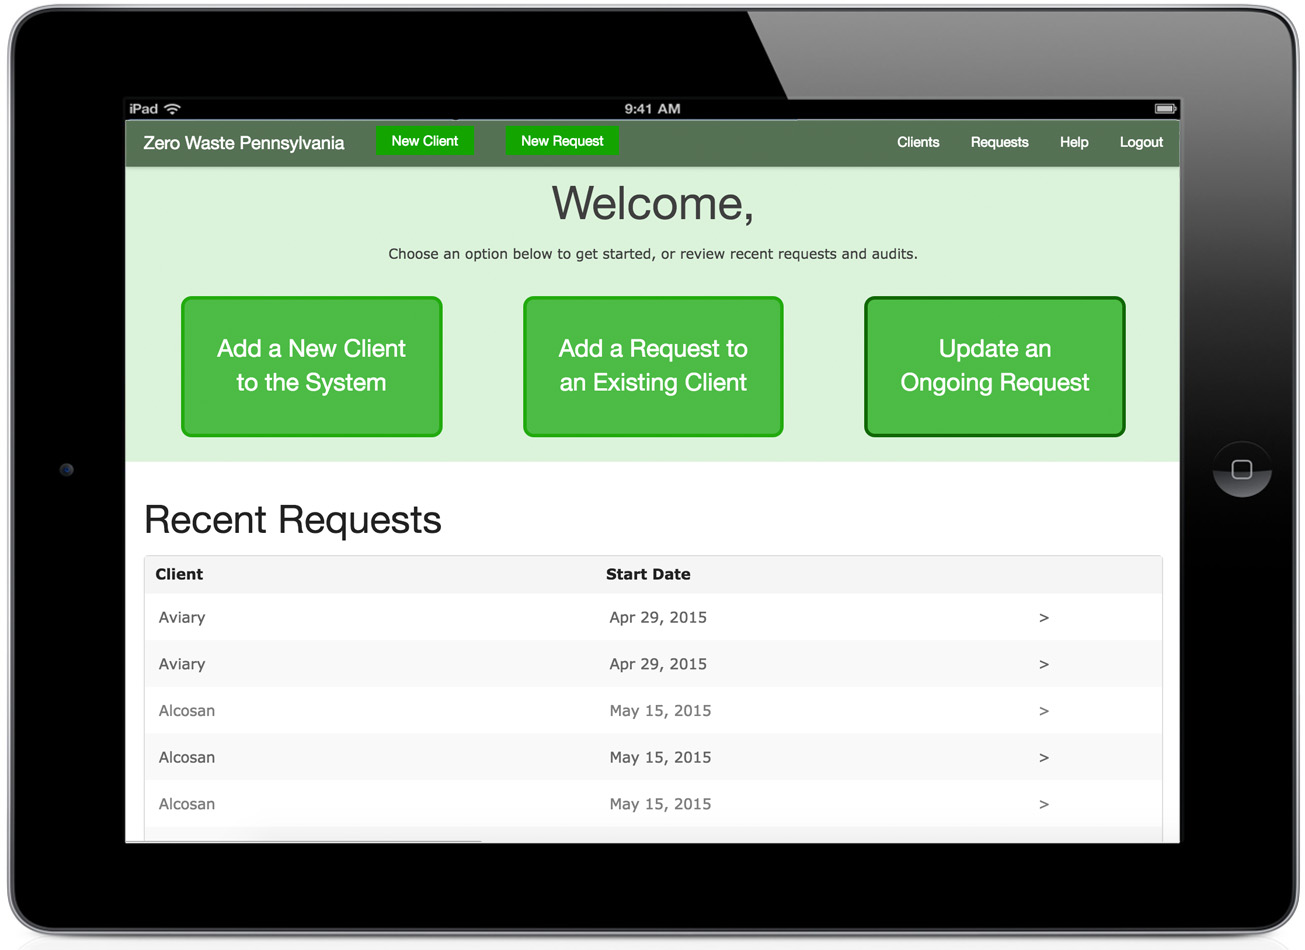 iPad 9:41 AM
Zero Waste Pennsylvania New Client New Request Clients Requests Help Logout
Welcome,
Choose an option below to get started, or review recent requests and audits.
Add a New Client
to the System
Add a Request to
an Existing Client
Update an
Ongoing Request
Recent Requests
Client Start Date
Aviary Apr 29, 2015 >
Aviary Apr 29, 2015 >
Alcosan May 15, 2015 >
Alcosan May 15, 2015 >
Alcosan May 15, 2015 >